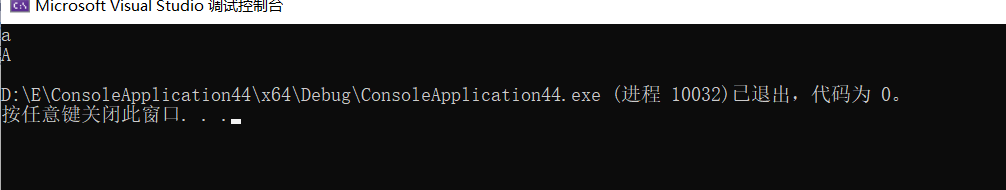 Microsoft Visual Studio 调试控制台
a
A
D:\E\ConsoleApplication44\x64\Debug\ConsoleApplication44.exe (进程 10032)已退出，代码为 0。
按任意键关闭此窗口. . .